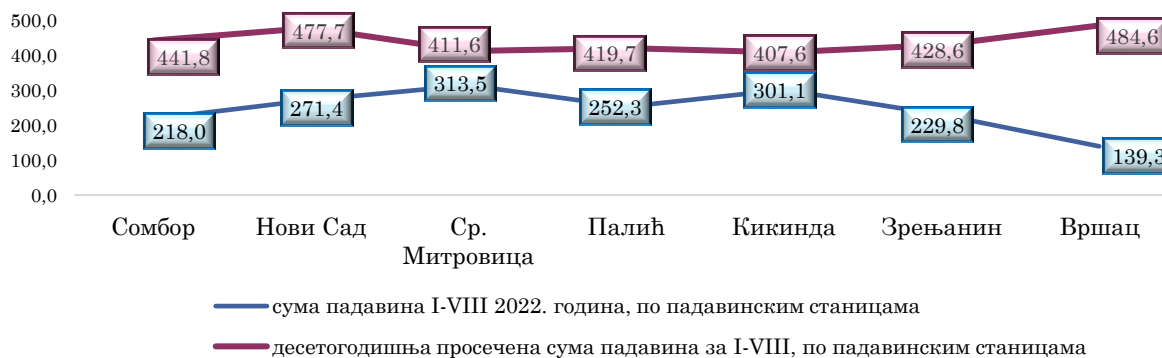 500,0
400,0
300,0
200,0
100,0
0,0
441,8 477,7 411,6 419,7 407,6 428,6 484,6
218,0 271,4 313,5 252,3 301,1 229,8 139,3
Сомбор Нови Сад Ср. Митровица Палић Кикинда Зрењанин Вршац
сума падавина I-VIII 2022. година, по падавинским станицама
десетогодишња просечена сума падавина за I-VIII, по падавинским станицама